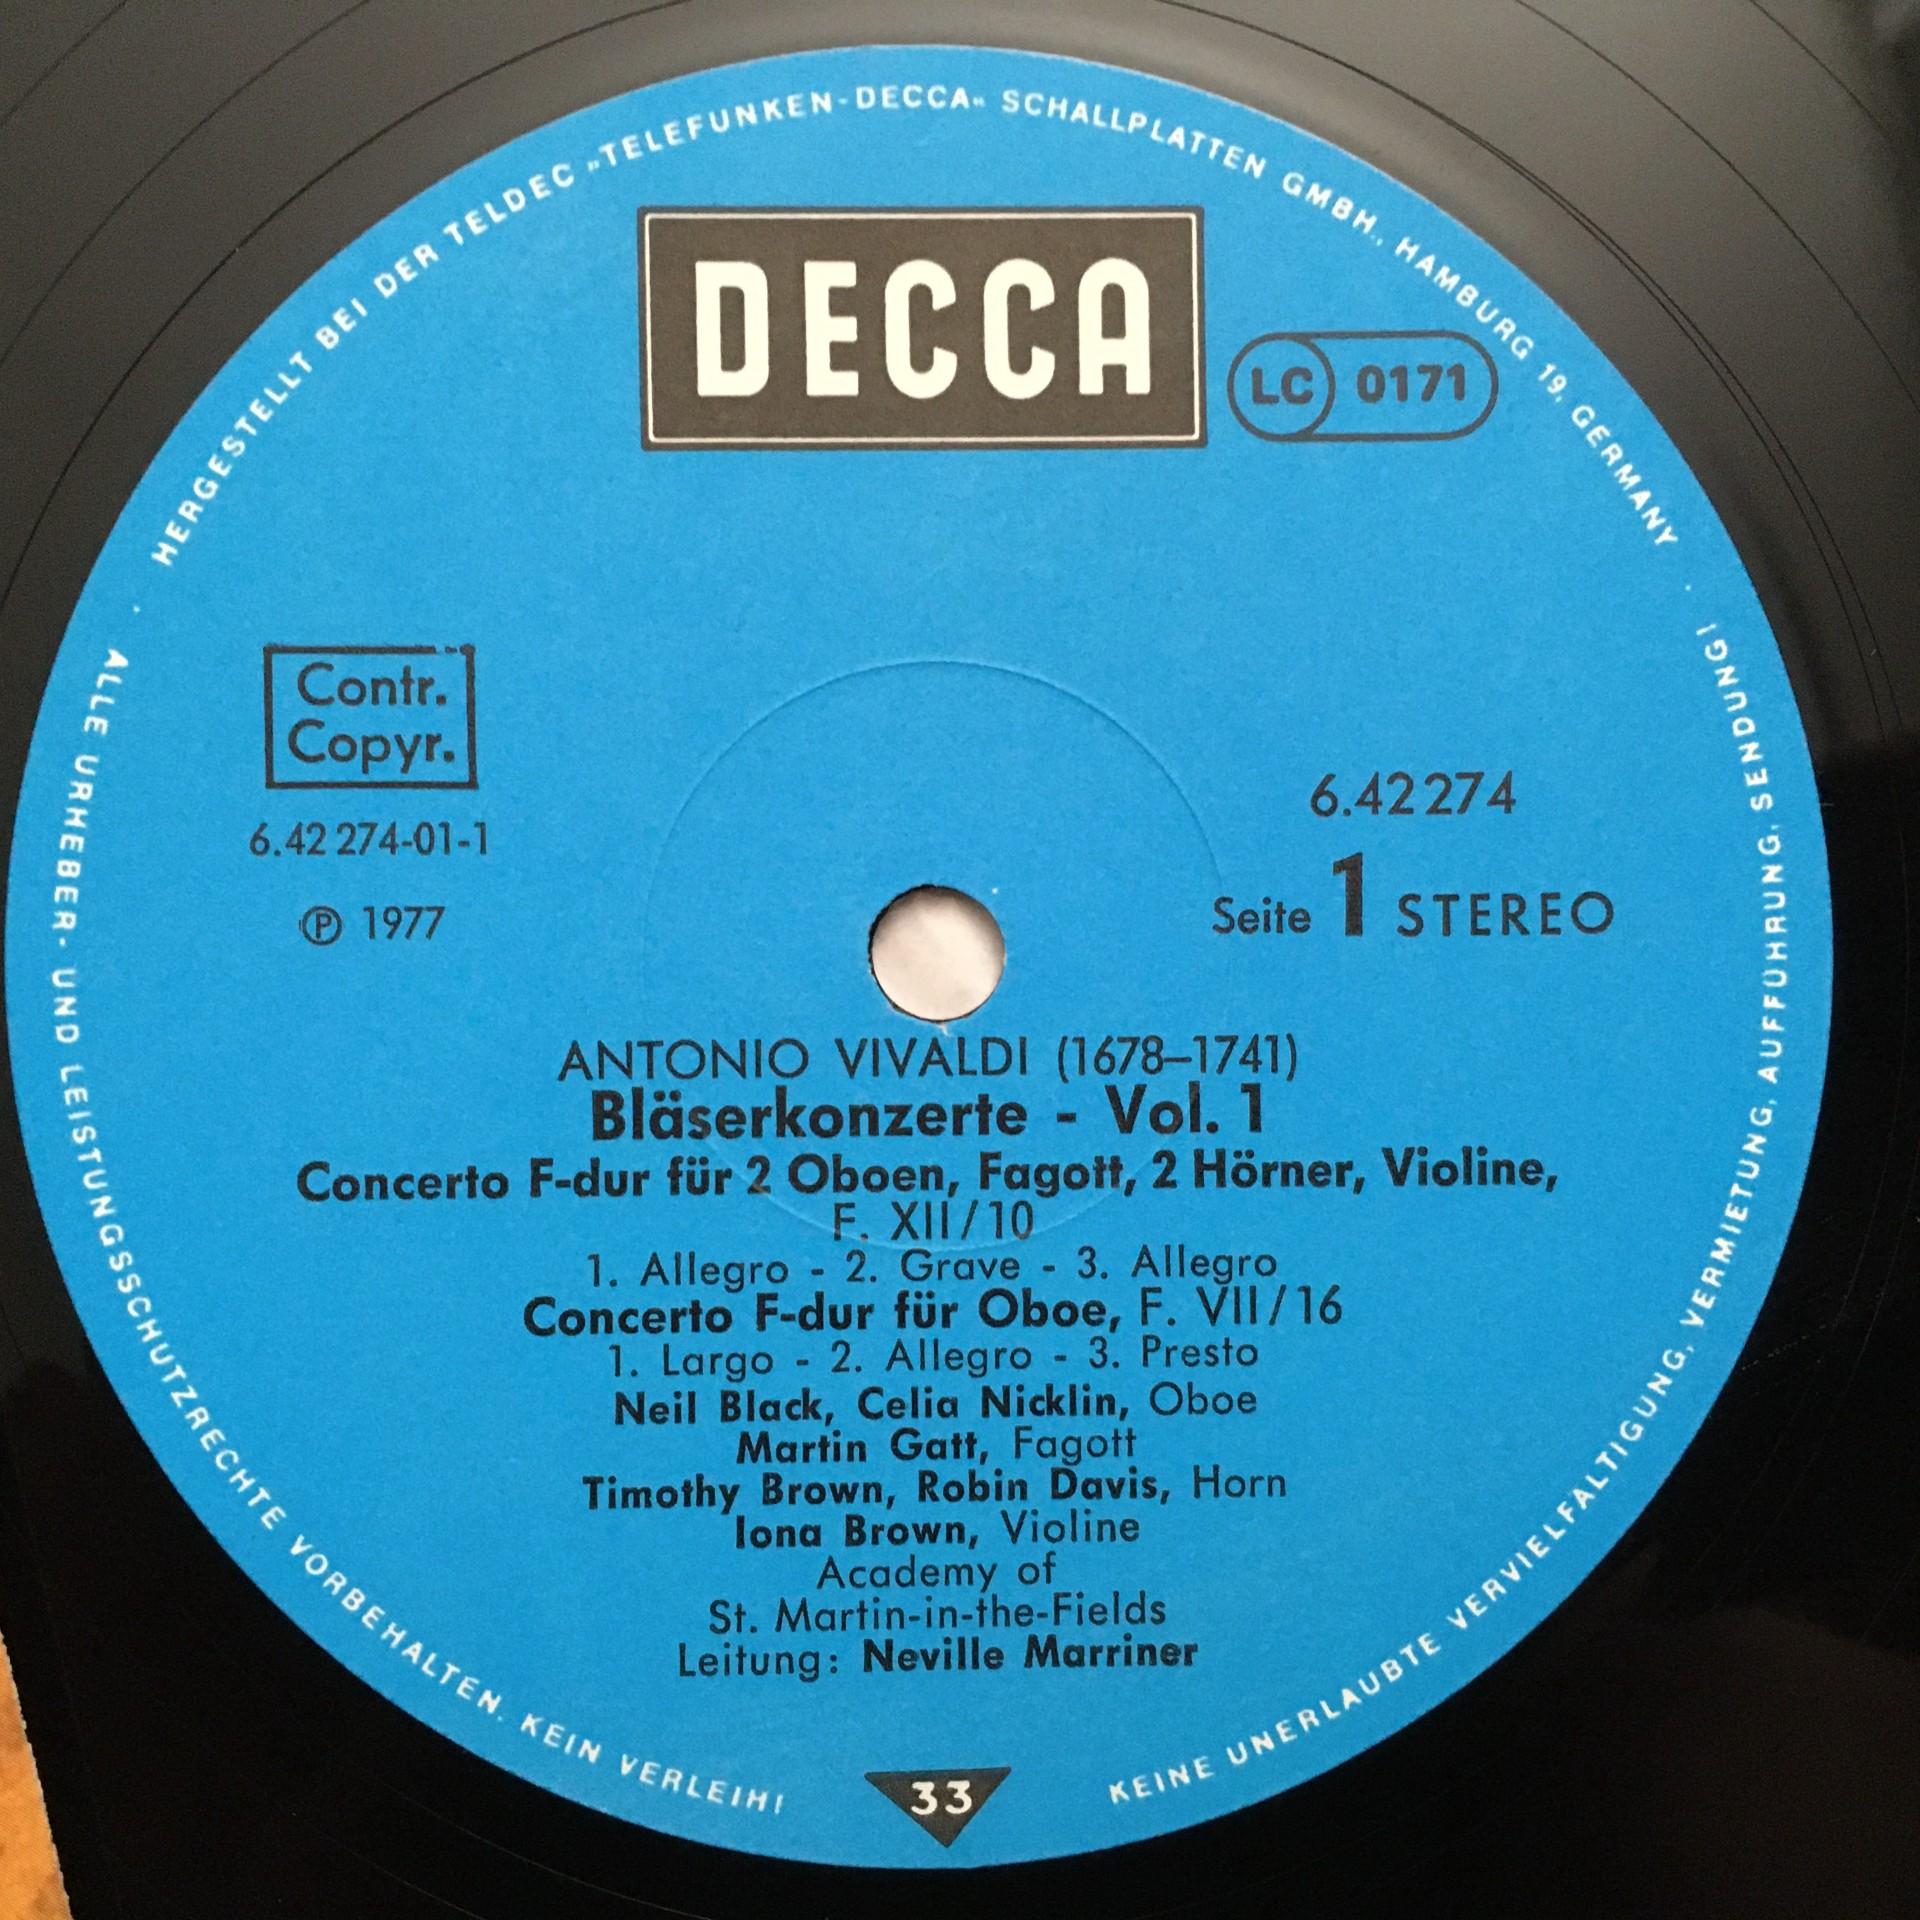 HERGESTELLT BEI DER TELDEC „TELEFUNKEN-DECCA“ SCHALLPLATTEN GMBH., HAMBURG 19, GERMANY
DECCA
LC 0171
Contr.
Copyr.
6.42 274-01-1
℗ 1977
6.42274
Seite 1 STEREO
ANTONIO VIVALDI (1678–1741)
Bläserkonzerte - Vol. 1
Concerto F-dur für 2 Oboen, Fagott, 2 Hörner, Violine,
F. XII/10
1. Allegro - 2. Grave - 3. Allegro
Concerto F-dur für Oboe, F. VII/16
1. Largo - 2. Allegro - 3. Presto
Neil Black, Celia Nicklin, Oboe
Martin Gatt, Fagott
Timothy Brown, Robin Davis, Horn
Iona Brown, Violine
Academy of
St. Martin-in-the-Fields
Leitung: Neville Marriner
33
ALLE URHEBER- UND LEISTUNGSSCHUTZRECHTE VORBEHALTEN. KEIN VERLEIH!
KEINE UNERLAUBTE VERVIELFALTIGUNG, VERMIETUNG, AUFFUHRUNG, SENDUNG!